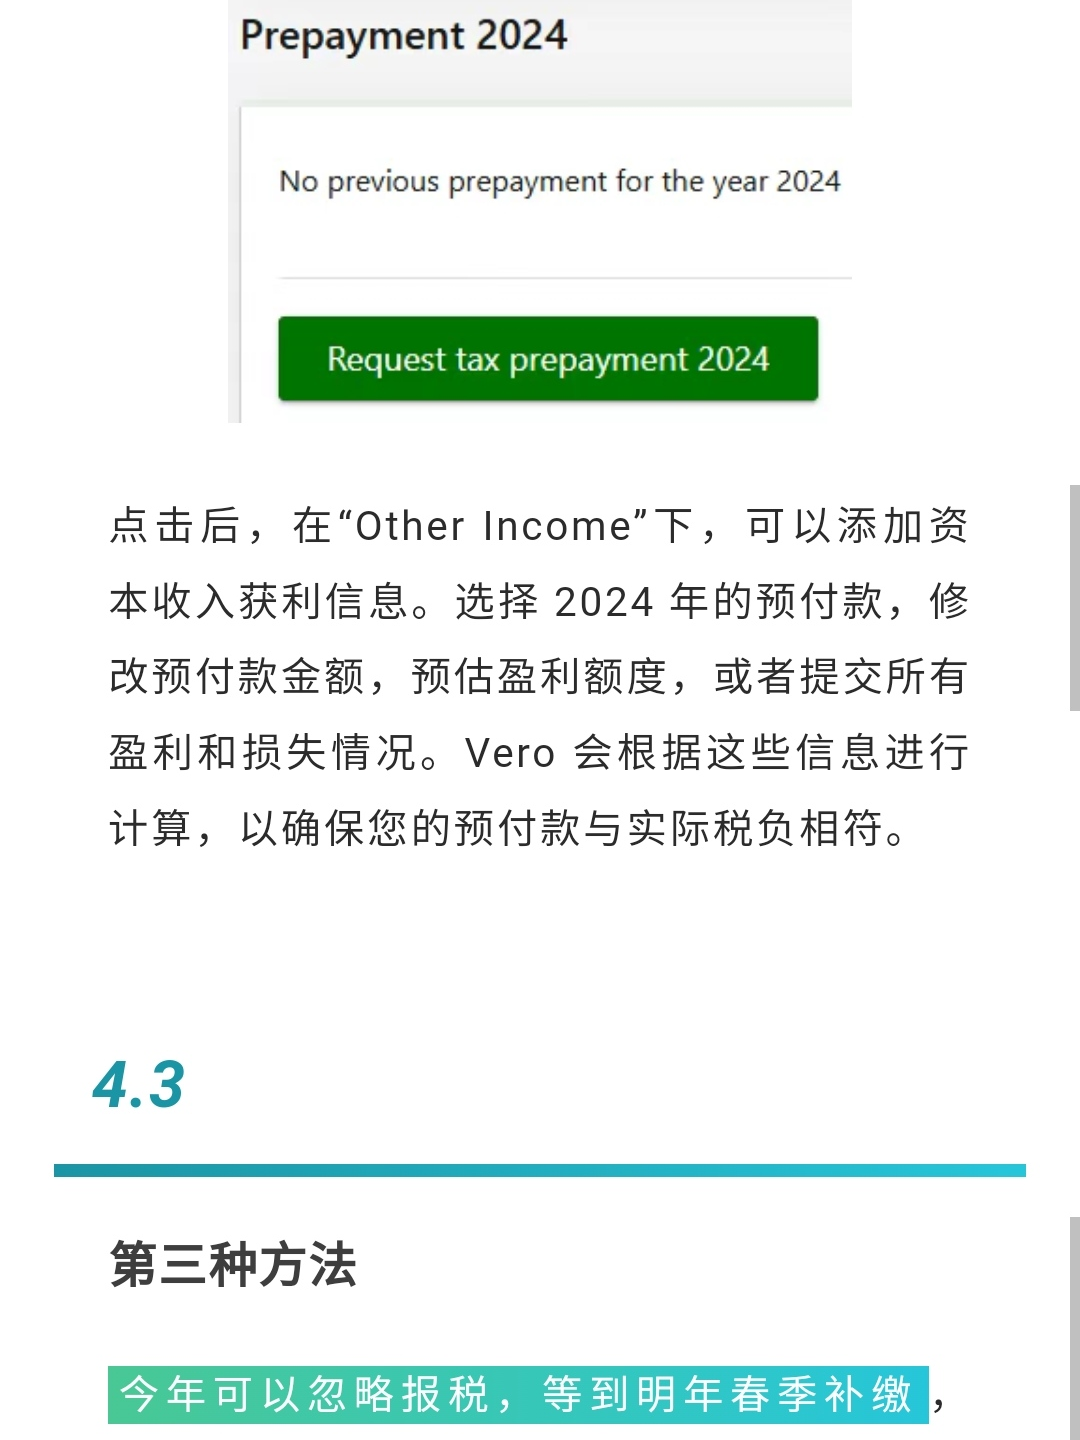 Prepayment 2024
No previous prepayment for the year 2024
Request tax prepayment 2024
点击后，在“Other Income”下，可以添加资
本收入获利信息。选择 2024 年的预付款，修
改预付款金额，预估盈利额度，或者提交所有
盈利和损失情况。Vero 会根据这些信息进行
计算，以确保您的预付款与实际税负相符。
4.3
第三种方法
今年可以忽略报税，等到明年春季补缴，